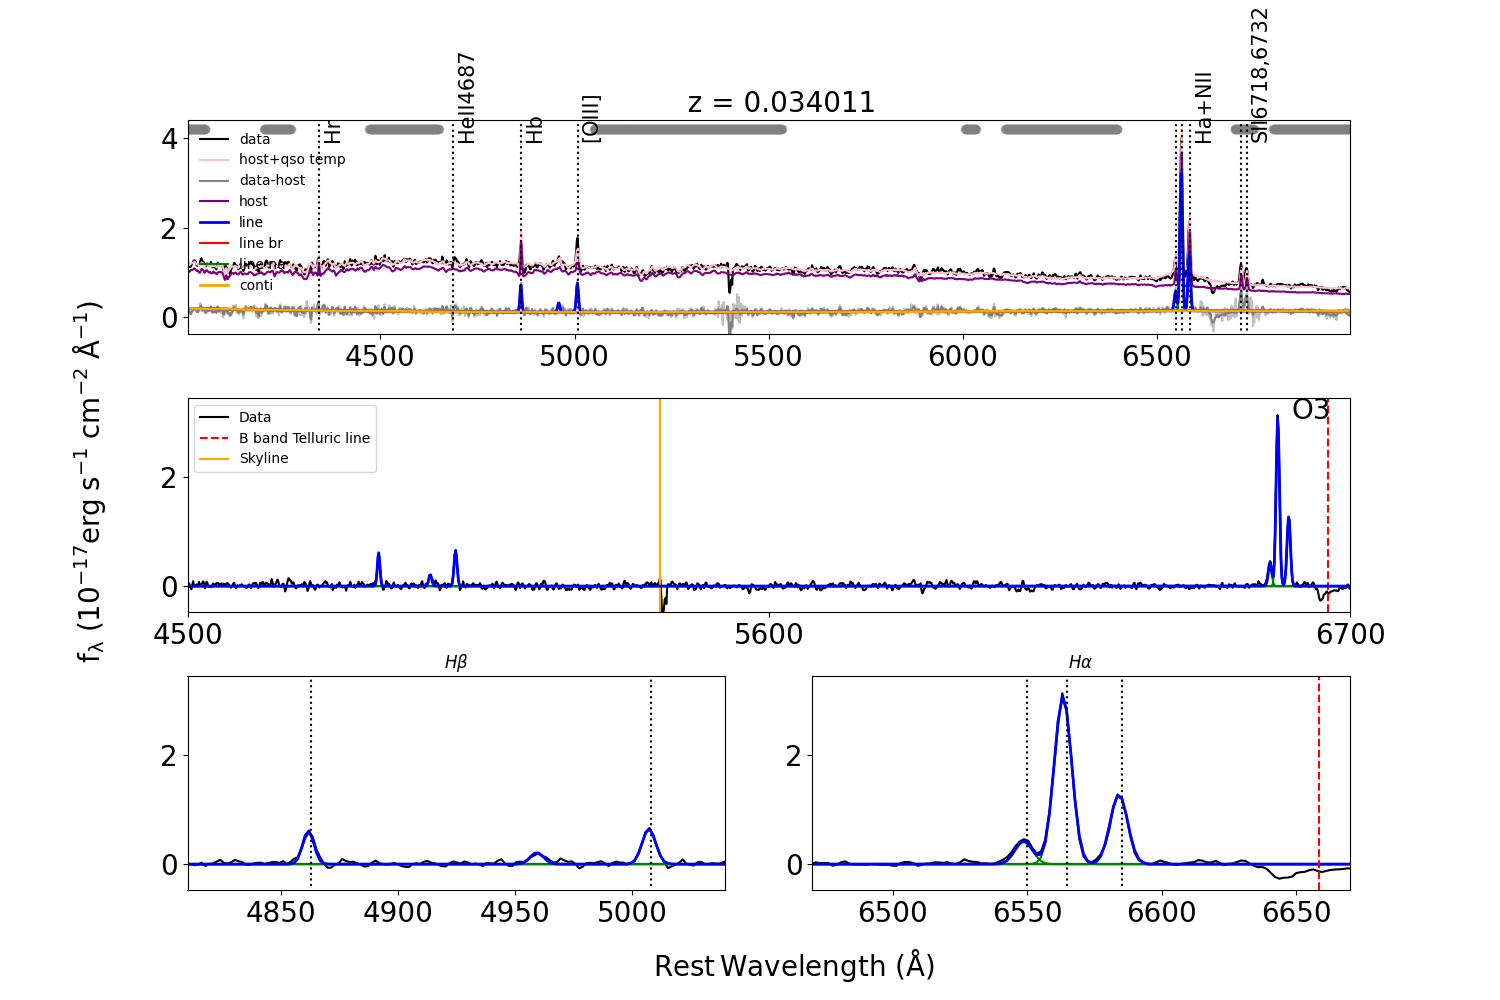 z = 0.034011
Hr
HeII4687
Hb
[OIII]
Ha+NII
SII6718,6732
data
host+qso temp
data-host
host
line
line br
conti
4
2
0
4500
5000
5500
6000
6500
fλ (10⁻¹⁷erg s⁻¹ cm⁻² Å⁻¹)
Data
B band Telluric line
Skyline
O3
2
0
4500
5600
6700
Hβ
2
0
4850
4900
4950
5000
Hα
2
0
6500
6550
6600
6650
Rest Wavelength (Å)